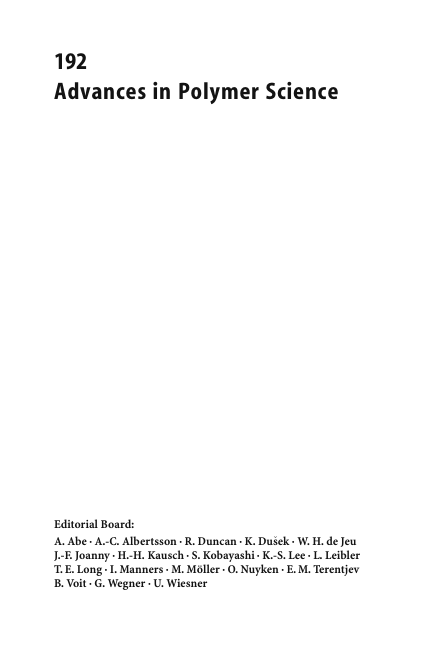 192
Advances in Polymer Science
Editorial Board:
A. Abe · A.-C. Albertsson · R. Duncan · K. Dušek · W. H. de Jeu
J.-F. Joanny · H.-H. Kausch · S. Kobayashi · K.-S. Lee · L. Leibler
T. E. Long · I. Manners · M. Möller · O. Nuyken · E. M. Terentjev
B. Voit · G. Wegner · U. Wiesner